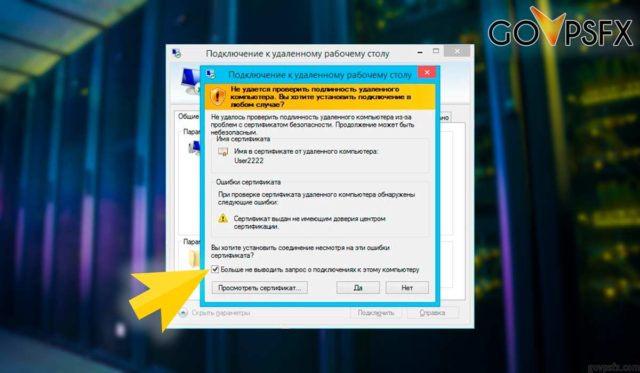 GOVPSFX
Подключение к удаленному рабочему столу
Подключение к удаленному рабочему столу
Не удается проверить подлинность удаленного
компьютера. Вы хотите установить подключение в
любом случае?
Не удалось проверить подлинность удаленного компьютера из-за
проблем с сертификатом безопасности. Продолжение может быть
небезопасным.
Имя сертификата
Имя в сертификате от удаленного компьютера:
User2222
Ошибки сертификата
При проверке сертификата удаленного компьютера обнаружены
следующие ошибки:
Сертификат выдан не имеющим доверия центром
сертификации.
Вы хотите установить соединение несмотря на эти ошибки
сертификата?
Больше не выводить запрос о подключениях к этому компьютеру
Просмотреть сертификат... Да Нет
Скрыть параметры Подключить Справка
govpsfx.com